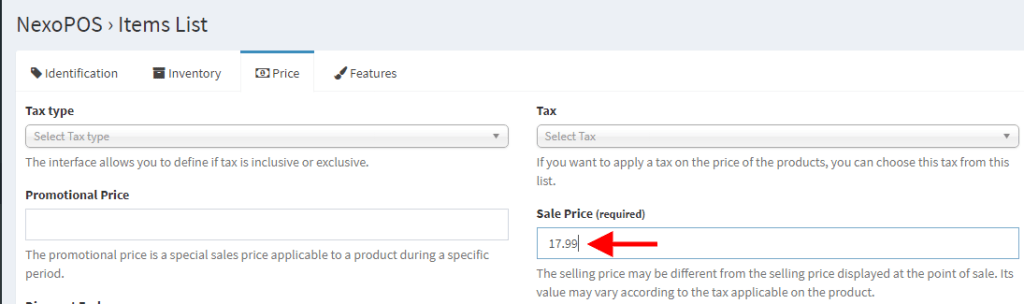 NexoPOS › Items List
Identification
Inventory
Price
Features
Tax type
Select Tax type
The interface allows you to define if tax is inclusive or exclusive.
Tax
Select Tax
If you want to apply a tax on the price of the products, you can choose this tax from this
list.
Promotional Price
The promotional price is a special sales price applicable to a product during a specific
period.
Sale Price (required)
17.99
The selling price may be different from the selling price displayed at the point of sale. Its
value may vary according to the tax applicable on the product.